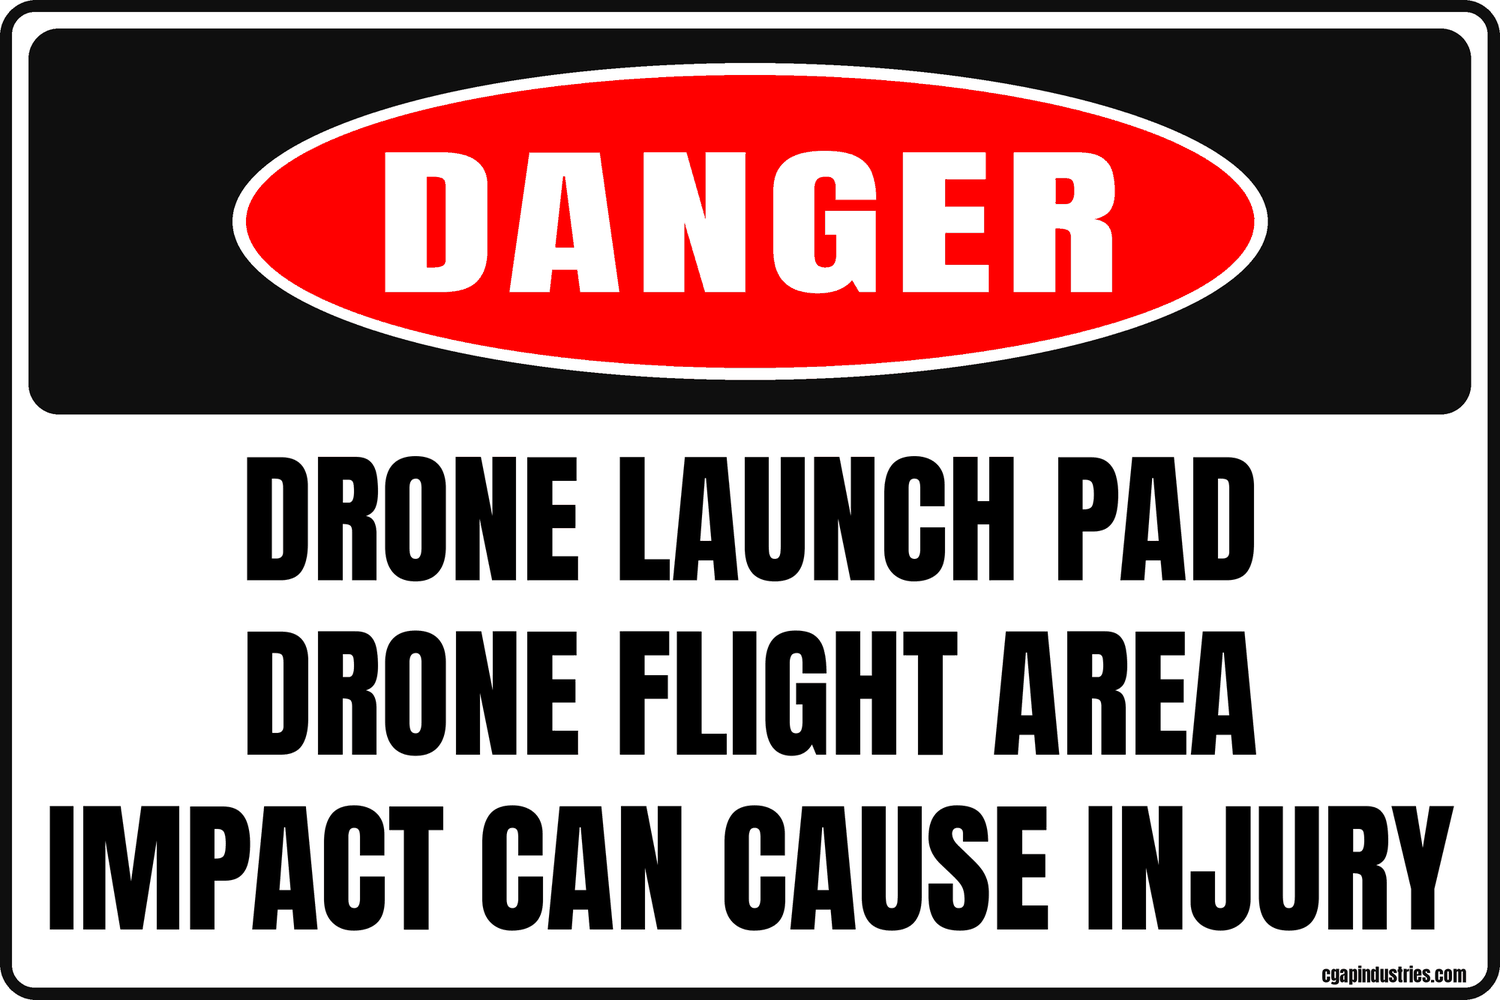 DANGER
DRONE LAUNCH PAD
DRONE FLIGHT AREA
IMPACT CAN CAUSE INJURY
cgapindustries.com